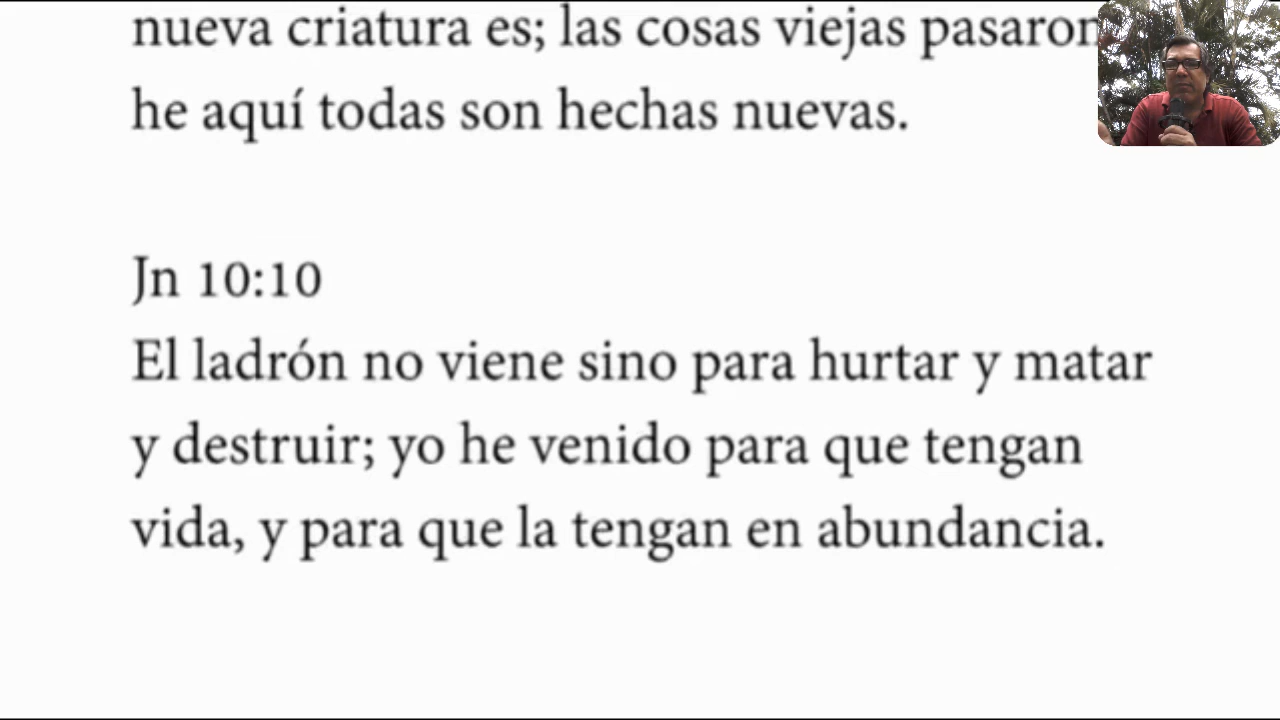 nueva criatura es; las cosas viejas pasaron
he aquí todas son hechas nuevas.
Jn 10:10
El ladrón no viene sino para hurtar y matar
y destruir; yo he venido para que tengan
vida, y para que la tengan en abundancia.